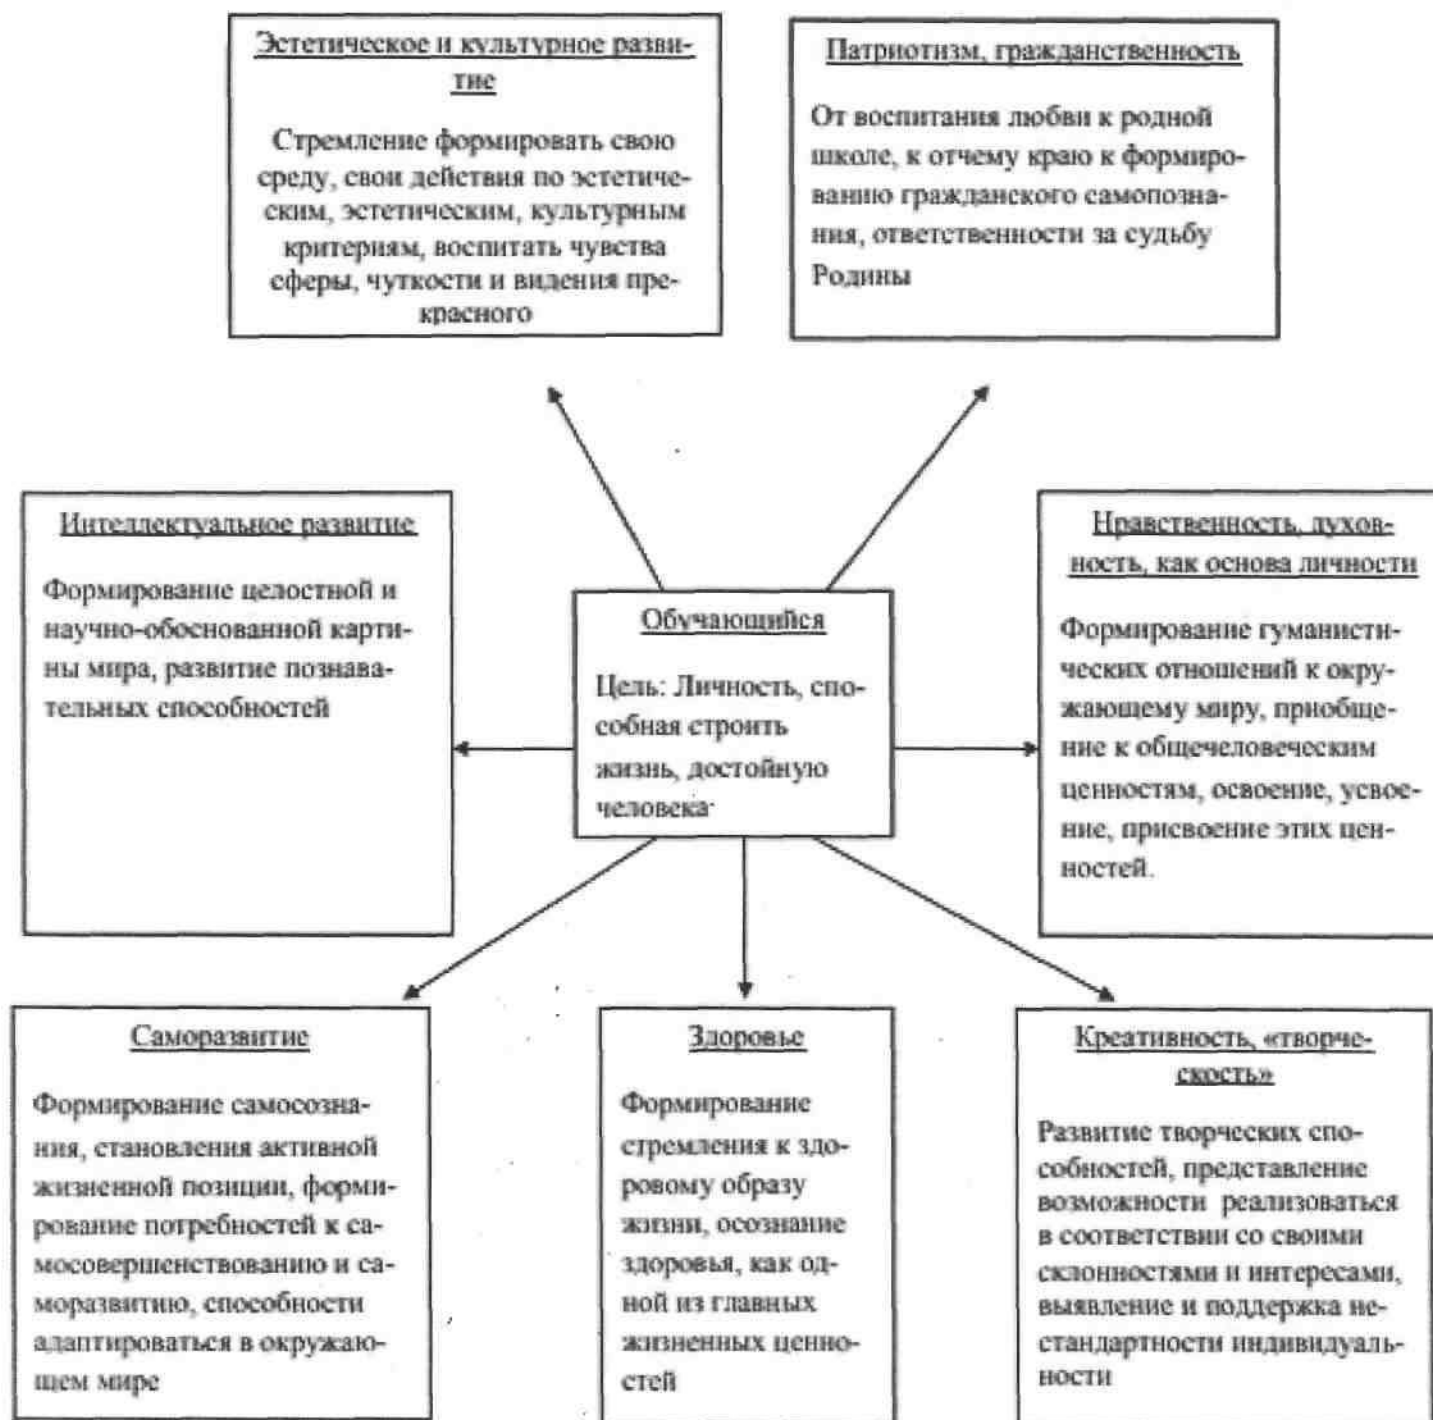 Эстетическое и культурное разви-
тие
Стремление формировать свою
среду, свои действия по эстетиче-
ским, эстетическим, культурным
критериям, воспитать чувства
сферы, чуткости и видения пре-
красного
Патриотизм, гражданственность
От воспитания любви к родной
школе, к отчему краю к формиро-
ванию гражданского самопозна-
ния, ответственности за судьбу
Родины
Интеллектуальное развитие
Формирование целостной и
научно-обоснованной карти-
ны мира, развитие познава-
тельных способностей
Обучающийся
Цель: Личность, спо-
собная строить
жизнь, достойную
человека
Нравственность, духов-
ность, как основа личности
Формирование гуманисти-
ческих отношений к окру-
жающему миру, приобще-
ние к общечеловеческим
ценностям, освоение, усвое-
ние, присвоение этих цен-
ностей.
Саморазвитие
Формирование самосозна-
ния, становления активной
жизненной позиции, форми-
рование потребностей к са-
мосовершенствованию и са-
моразвитию, способности
адаптироваться в окружаю-
щем мире
Здоровье
Формирование
стремления к здо-
ровому образу
жизни, осознание
здоровья, как од-
ной из главных
жизненных ценно-
стей
Креативность, «творче-
скость»
Развитие творческих спо-
собностей, представление
возможности реализоваться
в соответствии со своими
склонностями и интересами,
выявление и поддержка не-
стандартности индивидуаль-
ности